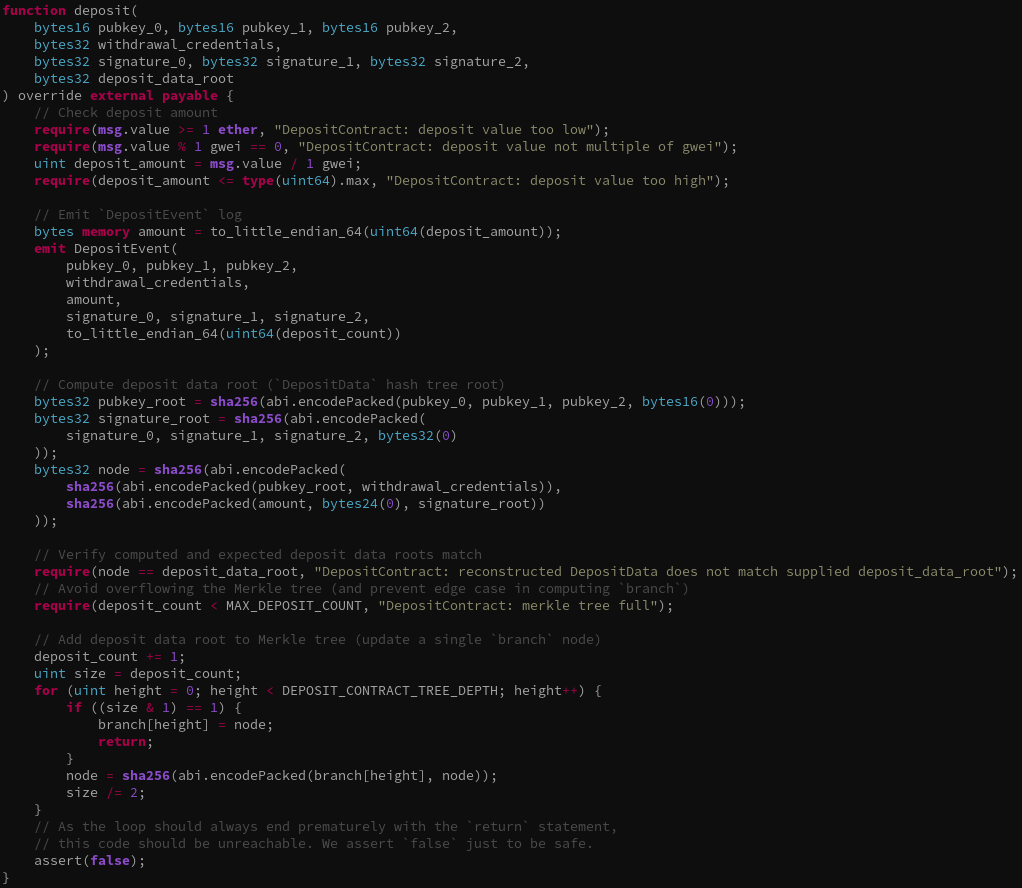 function deposit(
    bytes16 pubkey_0, bytes16 pubkey_1, bytes16 pubkey_2,
    bytes32 withdrawal_credentials,
    bytes32 signature_0, bytes32 signature_1, bytes32 signature_2,
    bytes32 deposit_data_root
) override external payable {
    // Check deposit amount
    require(msg.value >= 1 ether, "DepositContract: deposit value too low");
    require(msg.value % 1 gwei == 0, "DepositContract: deposit value not multiple of gwei");
    uint deposit_amount = msg.value / 1 gwei;
    require(deposit_amount <= type(uint64).max, "DepositContract: deposit value too high");

    // Emit `DepositEvent` log
    bytes memory amount = to_little_endian_64(uint64(deposit_amount));
    emit DepositEvent(
        pubkey_0, pubkey_1, pubkey_2,
        withdrawal_credentials,
        amount,
        signature_0, signature_1, signature_2,
        to_little_endian_64(uint64(deposit_count))
    );

    // Compute deposit data root (`DepositData` hash tree root)
    bytes32 pubkey_root = sha256(abi.encodePacked(pubkey_0, pubkey_1, pubkey_2, bytes16(0)));
    bytes32 signature_root = sha256(abi.encodePacked(
        signature_0, signature_1, signature_2, bytes32(0)
    ));
    bytes32 node = sha256(abi.encodePacked(
        sha256(abi.encodePacked(pubkey_root, withdrawal_credentials)),
        sha256(abi.encodePacked(amount, bytes24(0), signature_root))
    ));

    // Verify computed and expected deposit data roots match
    require(node == deposit_data_root, "DepositContract: reconstructed DepositData does not match supplied deposit_data_root");
    // Avoid overflowing the Merkle tree (and prevent edge case in computing `branch`)
    require(deposit_count < MAX_DEPOSIT_COUNT, "DepositContract: merkle tree full");

    // Add deposit data root to Merkle tree (update a single `branch` node)
    deposit_count += 1;
    uint size = deposit_count;
    for (uint height = 0; height < DEPOSIT_CONTRACT_TREE_DEPTH; height++) {
        if ((size & 1) == 1) {
            branch[height] = node;
            return;
        }
        node = sha256(abi.encodePacked(branch[height], node));
        size /= 2;
    }
    // As the loop should always end prematurely with the `return` statement,
    // this code should be unreachable. We assert `false` just to be safe.
    assert(false);
}